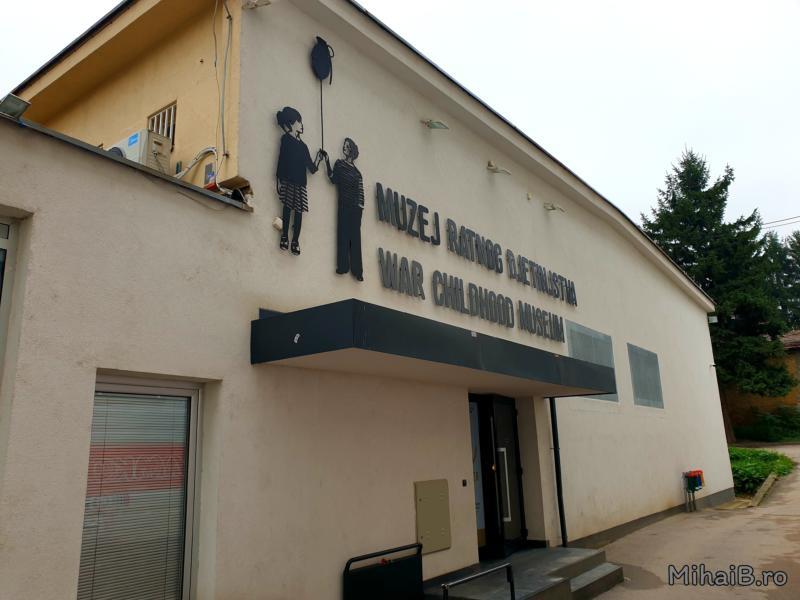 MUZEJ RATNOG DJETINJSTVA
WAR CHILDHOOD MUSEUM
MihaiB.ro